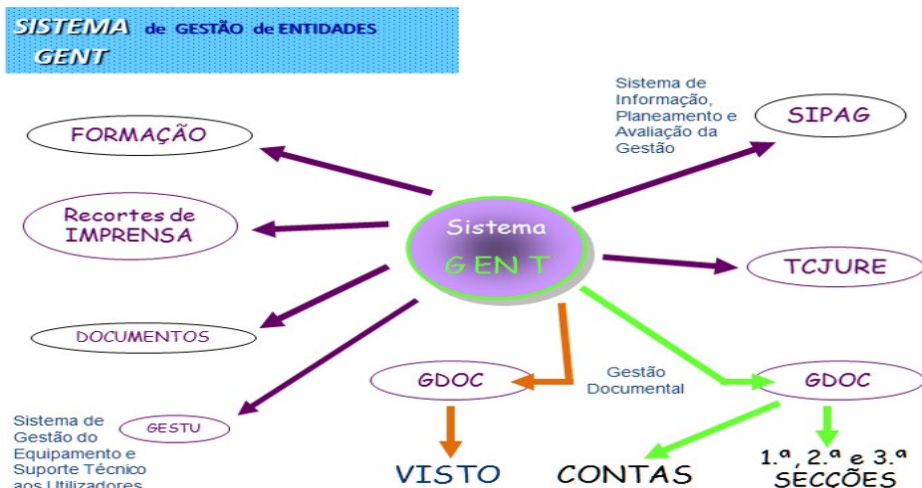 SISTEMA de GESTÃO de ENTIDADES
GENT
Sistema de
Informação,
Planeamento e
Avaliação da
Gestão
SIPAG
FORMAÇÃO
Recortes de
IMPRENSA
Sistema
GENT
TCJURE
DOCUMENTOS
GDOC
Gestão
Documental
GDOC
Sistema de
Gestão do
Equipamento e
Suporte Técnico
aos Utilizadores
GESTU
VISTO
CONTAS
1.ª, 2.ª e 3.ª
SECÇÕES